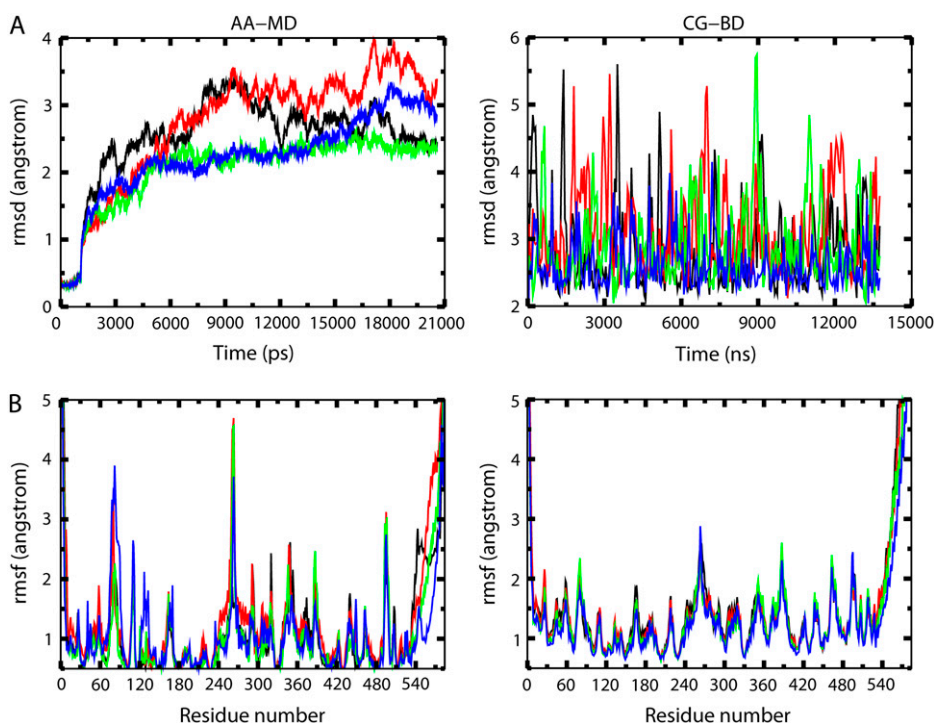 A
AA–MD
CG–BD
4
3
2
1
0
rmsd (angstrom)
0 3000 6000 9000 12000 15000 18000 21000
Time (ps)
6
5
4
3
2
rmsd (angstrom)
0 3000 6000 9000 12000 15000
Time (ns)
B
5
4
3
2
1
rmsf (angstrom)
0 60 120 180 240 300 360 420 480 540
Residue number
5
4
3
2
1
rmsf (angstrom)
0 60 120 180 240 300 360 420 480 540
Residue number